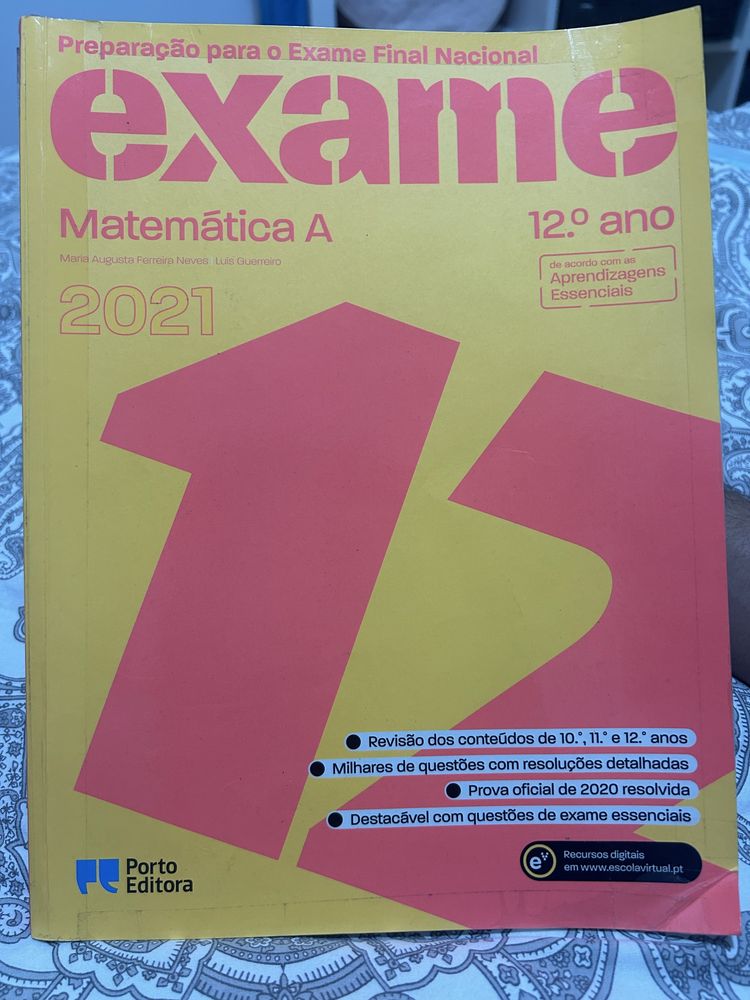 Preparação para o Exame Final Nacional
exame
Matemática A
12.º ano
Maria Augusta Ferreira Neves | Luís Guerreiro
de acordo com as
Aprendizagens
Essenciais
2021
12
Revisão dos conteúdos de 10.º, 11.º e 12.º anos
Milhares de questões com resoluções detalhadas
Prova oficial de 2020 resolvida
Destacável com questões de exame essenciais
e
Recursos digitais
em www.escolavirtual.pt
Porto
Editora